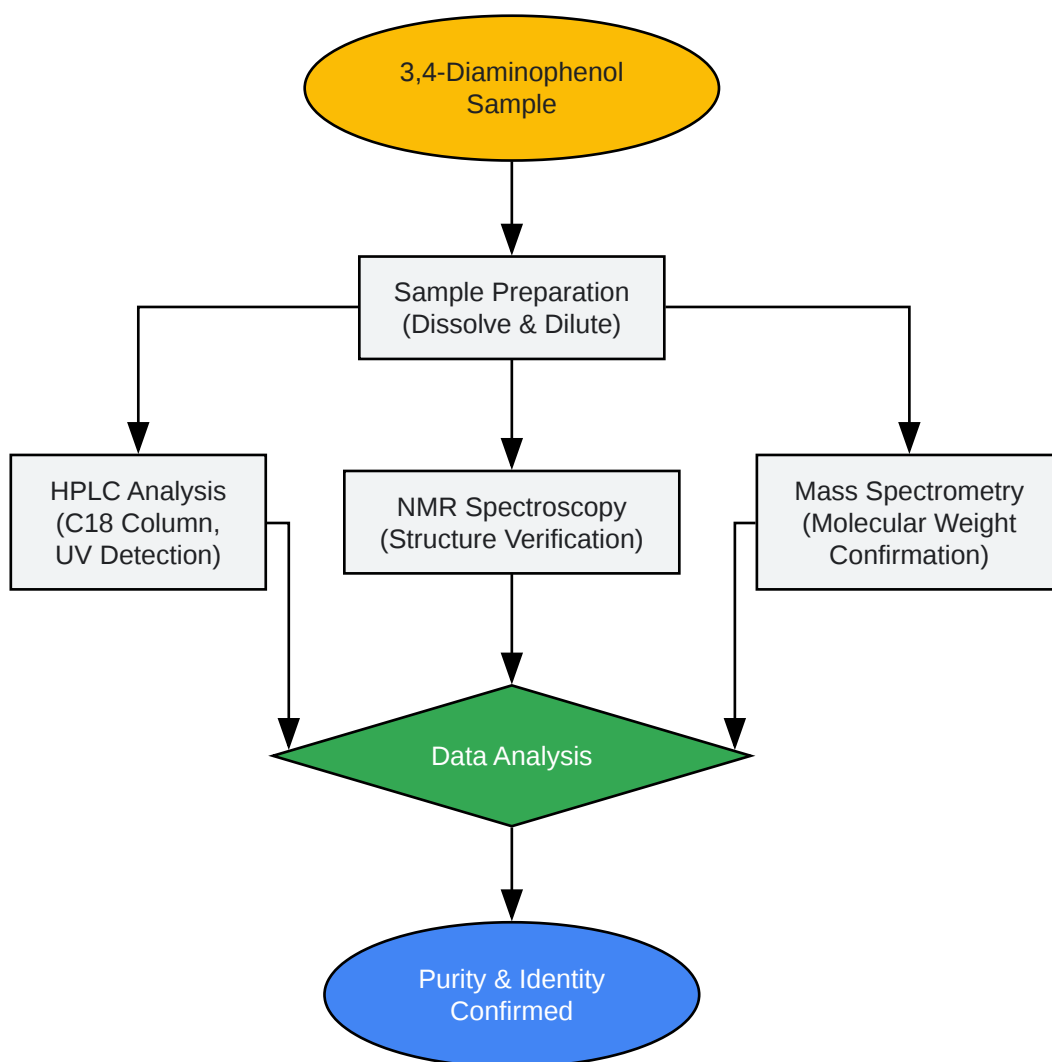 3,4-Diaminophenol
Sample
Sample Preparation
(Dissolve & Dilute)
HPLC Analysis
(C18 Column,
UV Detection)
NMR Spectroscopy
(Structure Verification)
Mass Spectrometry
(Molecular Weight
Confirmation)
Data Analysis
Purity & Identity
Confirmed